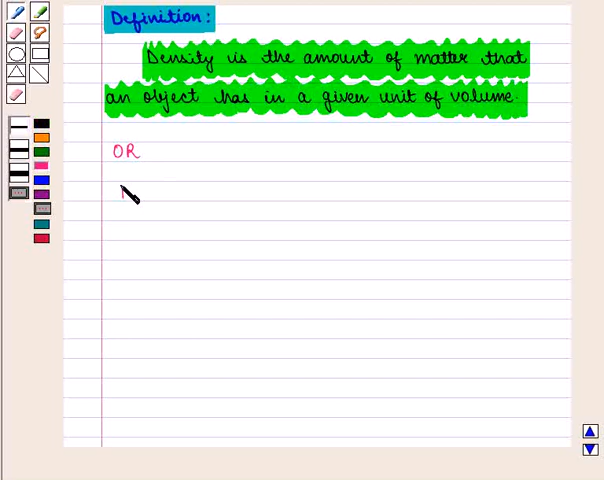 Definition:
Density is the amount of matter that
an object has in a given unit of volume.
OR